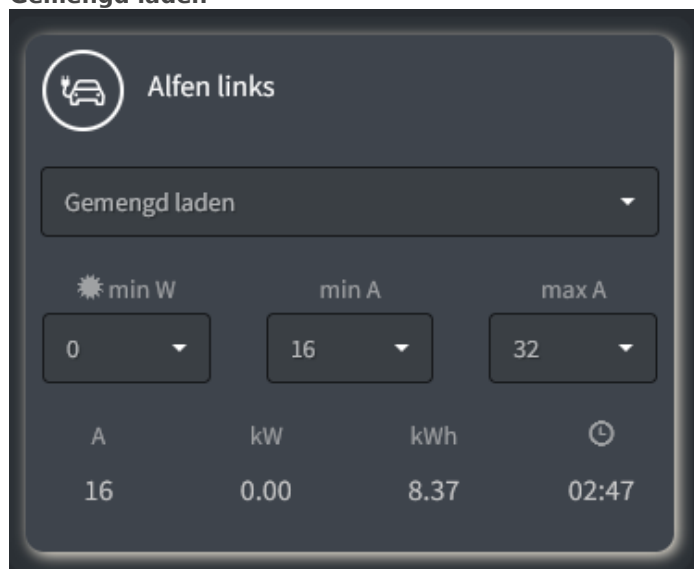 Gemengd laden
Alfen links
Gemengd laden
min W min A max A
0 16 32
A kW kWh
16 0.00 8.37 02:47